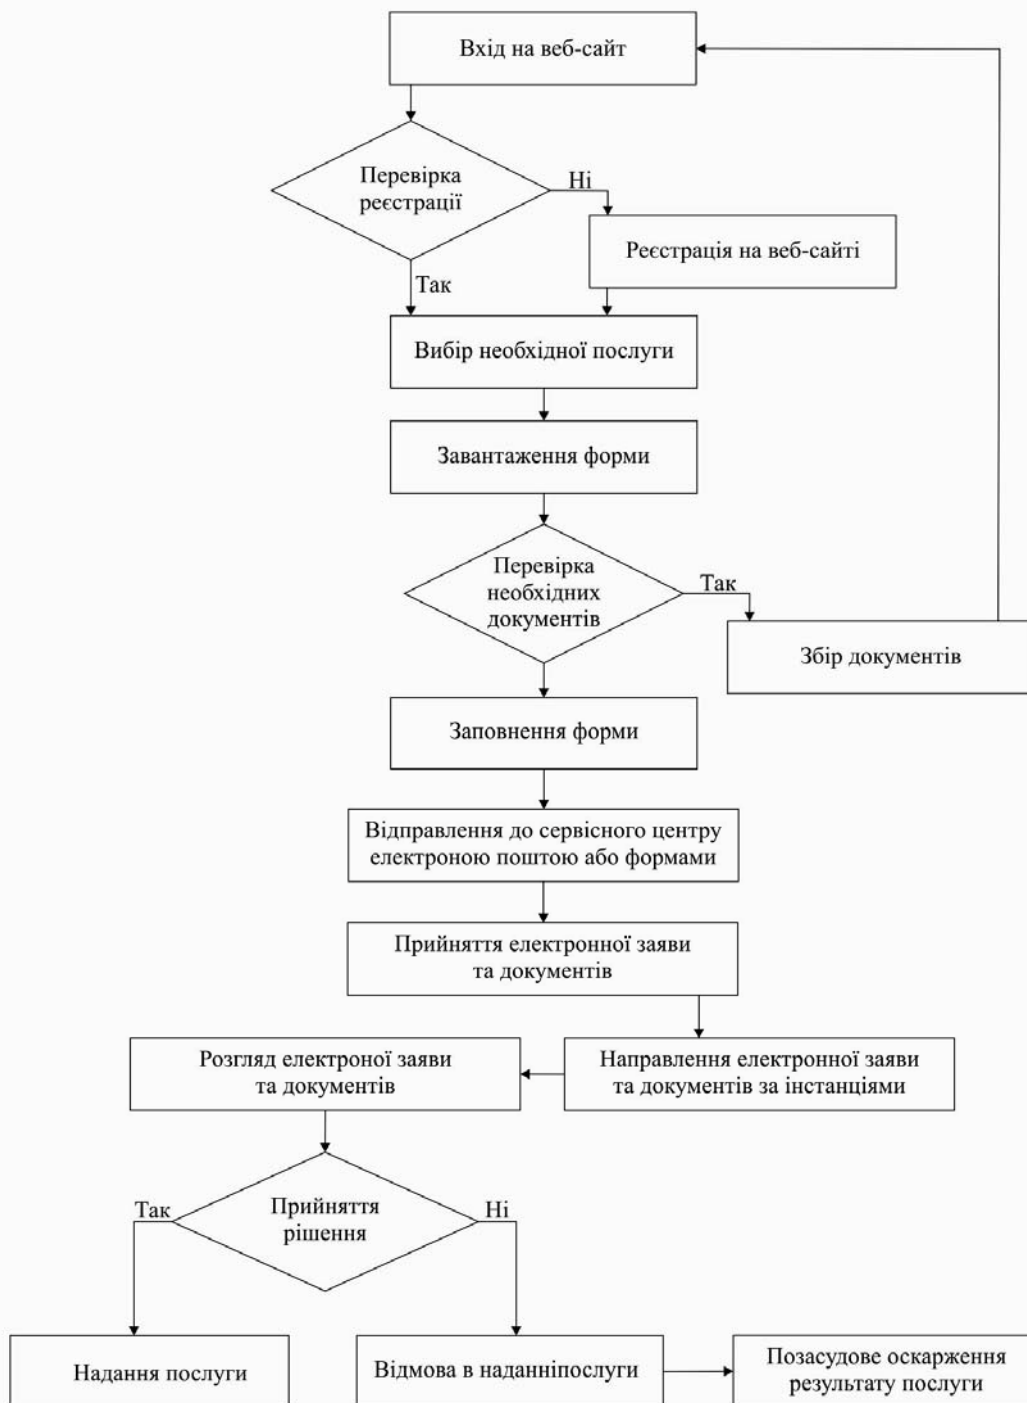 Вхід на веб-сайт
Перевірка
реєстрації
Ні
Реєстрація на веб-сайті
Так
Вибір необхідної послуги
Завантаження форми
Перевірка
необхідних
документів
Так
Збір документів
Заповнення форми
Відправлення до сервісного центру
електроною поштою або формами
Прийняття електронної заяви
та документів
Розгляд електроної заяви
та документів
Направлення електронної заяви
та документів за інстанціями
Так
Прийняття
рішення
Ні
Надання послуги
Відмова в наданніпослуги
Позасудове оскарження
результату послуги